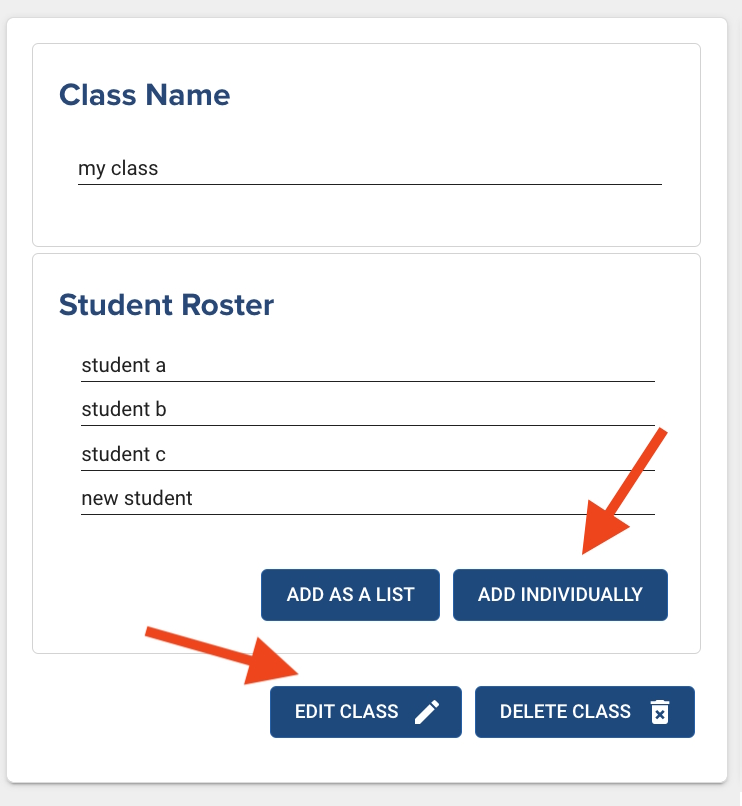 Class Name
my class
Student Roster
student a
student b
student c
new student
ADD AS A LIST ADD INDIVIDUALLY
EDIT CLASS DELETE CLASS